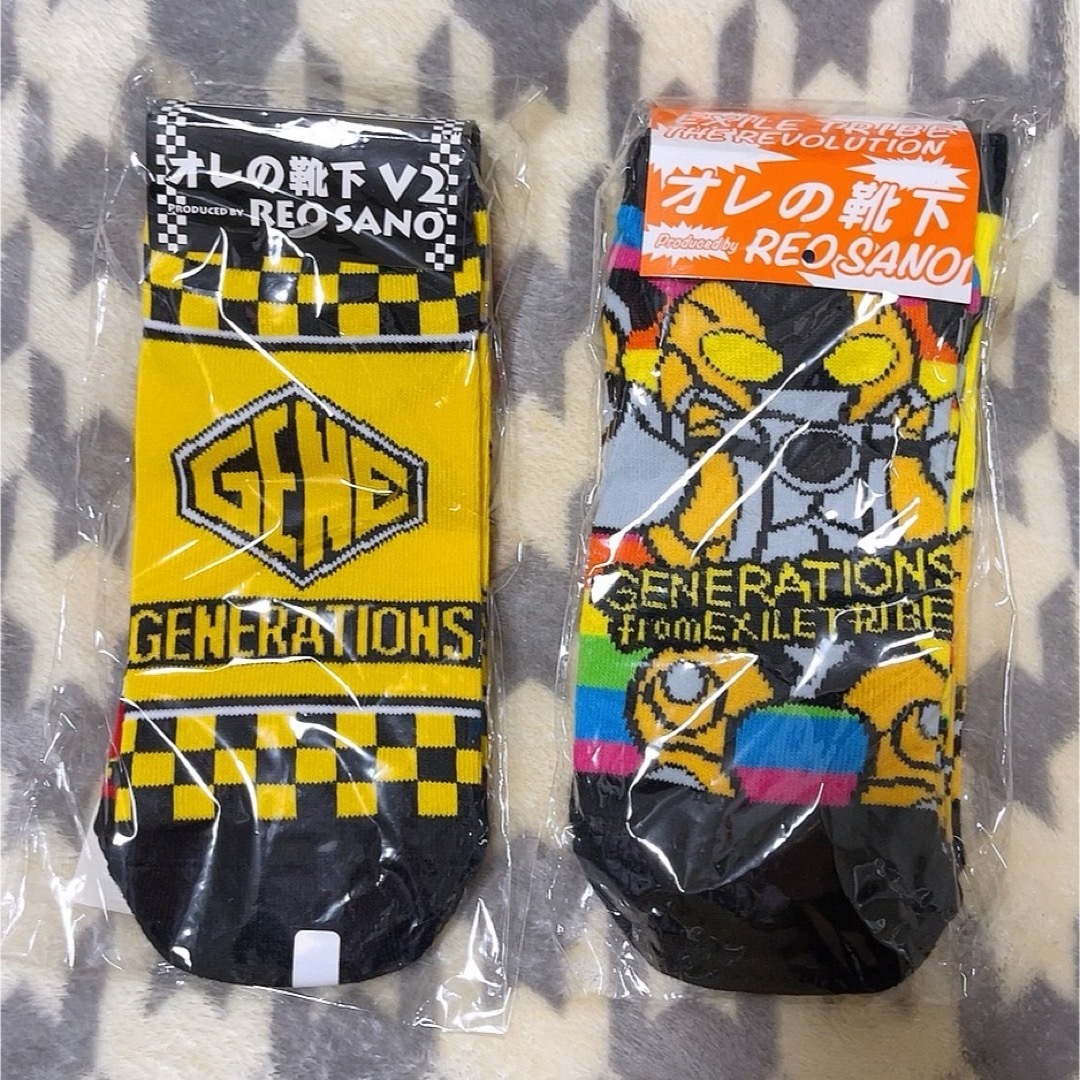 オレの靴下 V2
PRODUCED BY REO SANO
GENE
GENERATIONS
EXILE TRIBE
THE REVOLUTION
オレの靴下
Produced by REO SANO
GENERATIONS
from EXILE TRIBE